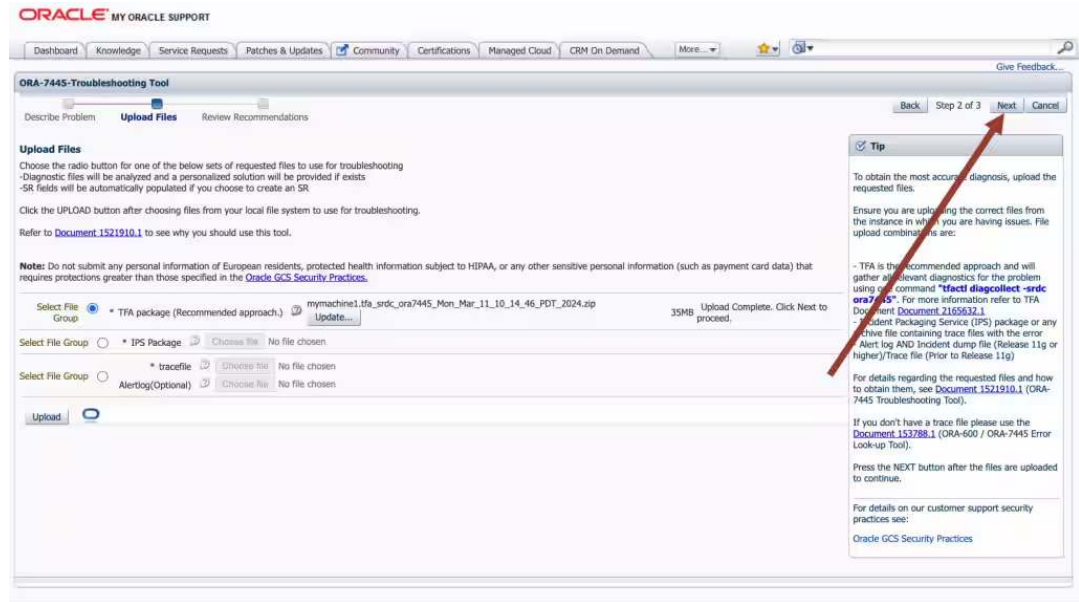 ORACLE MY ORACLE SUPPORT
Dashboard Knowledge Service Requests Patches & Updates Community Certifications Managed Cloud CRM On Demand More...
Give Feedback...
ORA-7445-Troubleshooting Tool
Describe Problem Upload Files Review Recommendations
Back Step 2 of 3 Next Cancel
Upload Files
Choose the radio button for one of the below sets of requested files to use for troubleshooting
-Diagnostic files will be analyzed and a personalized solution will be provided if exists
-SR fields will be automatically populated if you choose to create an SR
Click the UPLOAD button after choosing files from your local file system to use for troubleshooting.
Refer to Document 1521910.1 to see why you should use this tool.
Note: Do not submit any personal information of European residents, protected health information subject to HIPAA, or any other sensitive personal information (such as payment card data) that
requires protections greater than those specified in the Oracle GCS Security Practices.
Select File
Group
* TFA package (Recommended approach.)
mymachine1.tfa_srdc_ora7445_Mon_Mar_11_10_14_46_PDT_2024.zip
Update...
35MB Upload Complete. Click Next to
proceed.
Select File Group * IPS Package Choose file No file chosen
Select File Group
* tracefile Choose file No file chosen
Alertlog(Optional) Choose file No file chosen
Upload
Tip
To obtain the most accurate diagnosis, upload the
requested files.
Ensure you are uploading the correct files from
the instance in which you are having issues. File
upload combinations are:
- TFA is the recommended approach and will
gather all relevant diagnostics for the problem
using one command "tfactl diagcollect -srdc
ora7445". For more information refer to TFA
Document Document 2165632.1
- Incident Packaging Service (IPS) package or any
archive file containing trace files with the error
- Alert log AND Incident dump file (Release 11g or
higher)/Trace file (Prior to Release 11g)
For details regarding the requested files and how
to obtain them, see Document 1521910.1 (ORA-
7445 Troubleshooting Tool).
If you don't have a trace file please use the
Document 153788.1 (ORA-600 / ORA-7445 Error
Look-up Tool).
Press the NEXT button after the files are uploaded
to continue.
For details on our customer support security
practices see:
Oracle GCS Security Practices